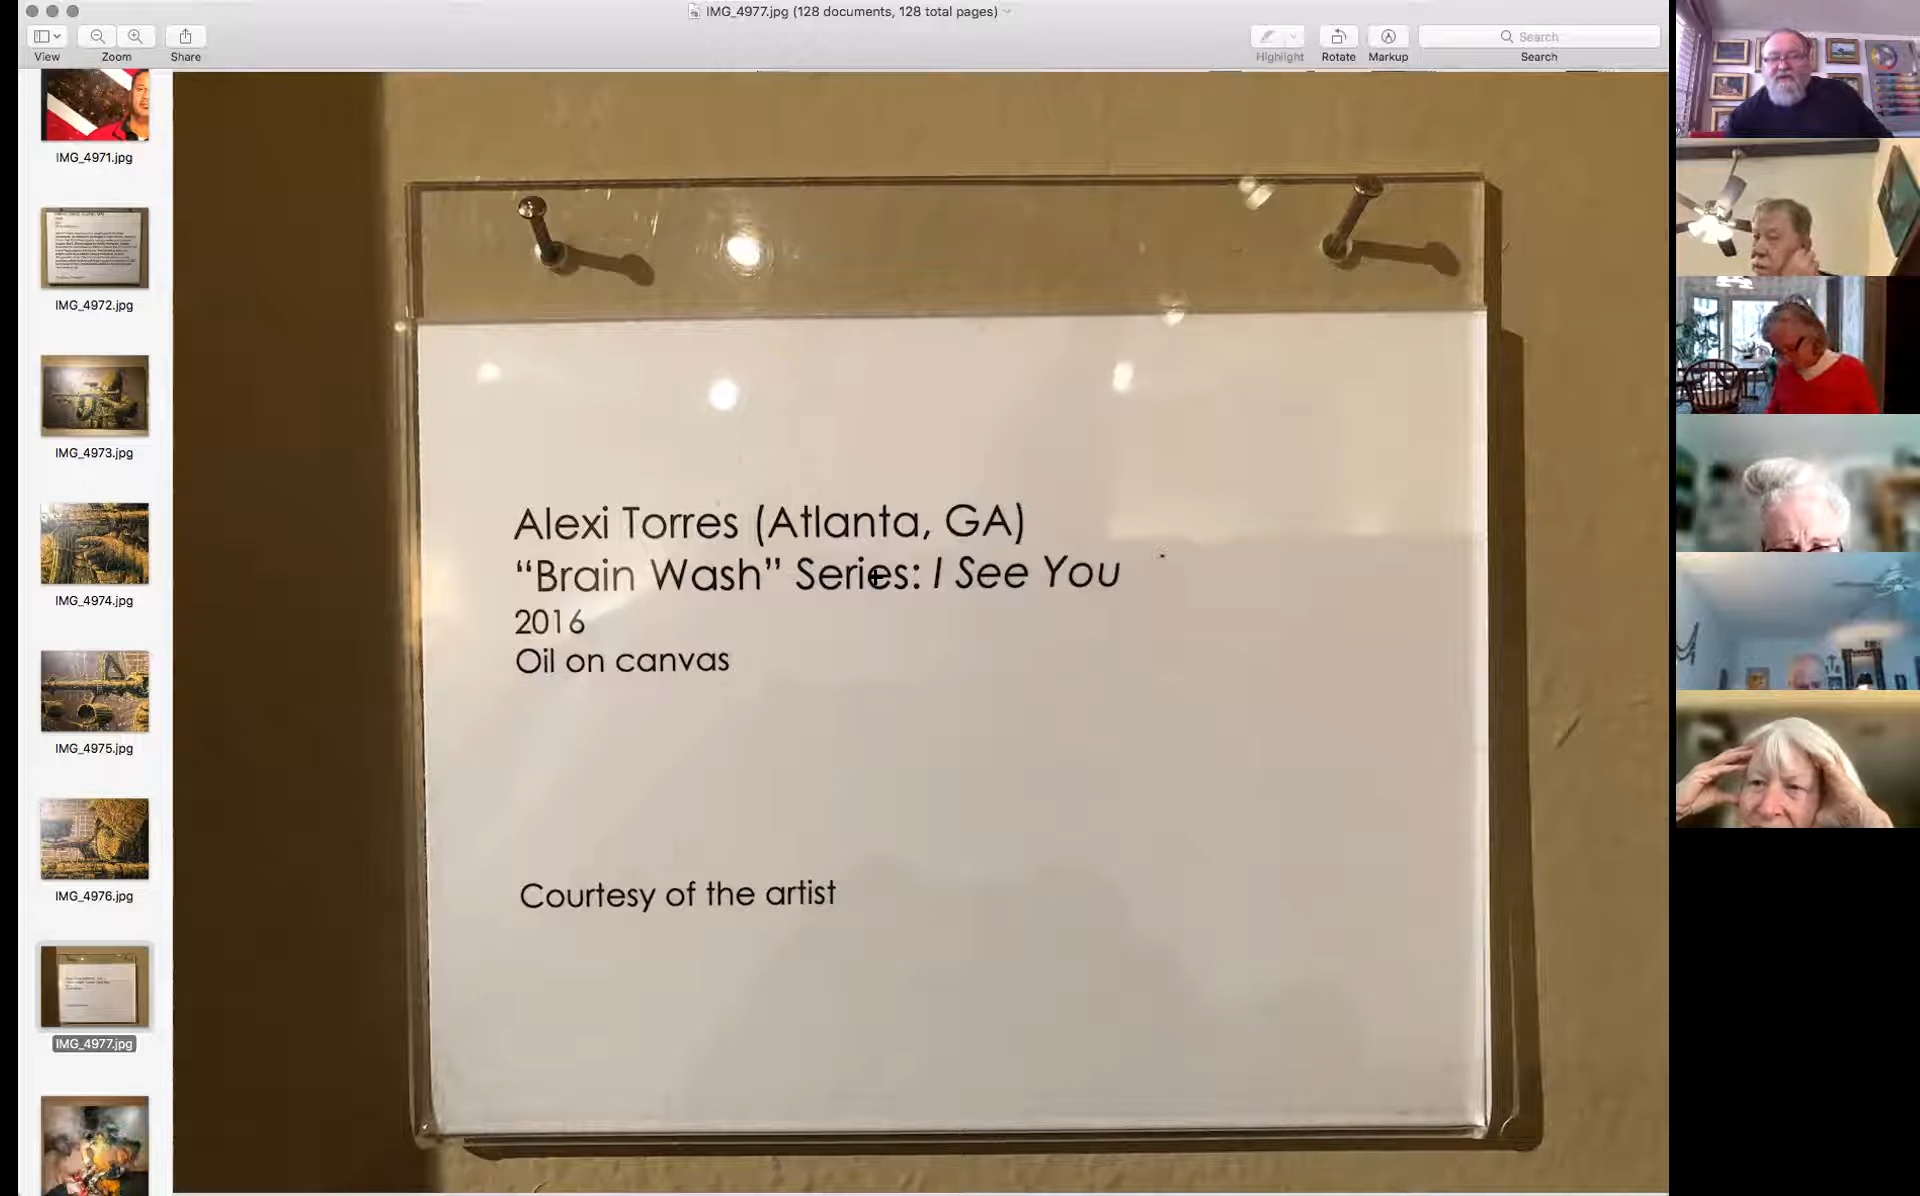 IMG_4977.jpg (128 documents, 128 total pages)
View
Zoom
Share
Highlight
Rotate
Markup
Search
Search
IMG_4971.jpg
IMG_4972.jpg
IMG_4973.jpg
IMG_4974.jpg
IMG_4975.jpg
IMG_4976.jpg
IMG_4977.jpg
Alexi Torres (Atlanta, GA)
“Brain Wash” Series: I See You
2016
Oil on canvas
Courtesy of the artist